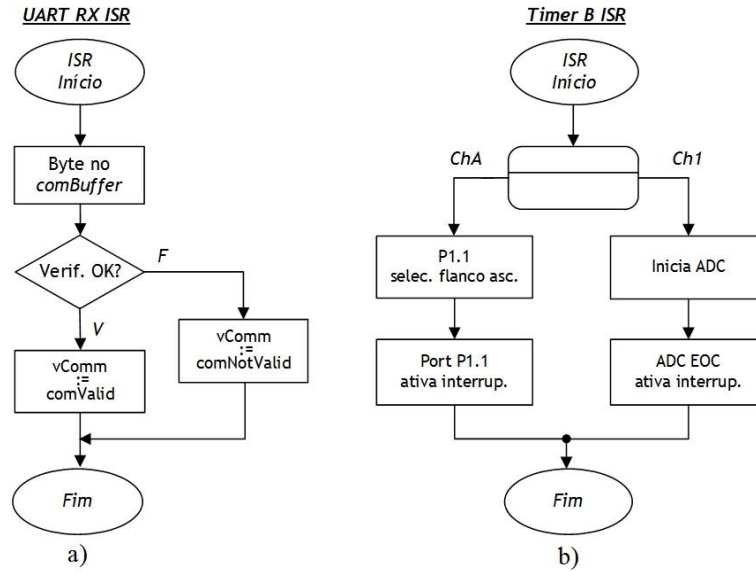 UART RX ISR
ISR
Início
Byte no
comBuffer
Verif. OK?
F
V
vComm
:=
comNotValid
vComm
:=
comValid
Fim
a)
Timer B ISR
ISR
Início
ChA
Ch1
P1.1
selec. flanco asc.
Inicia ADC
Port P1.1
ativa interrup.
ADC EOC
ativa interrup.
Fim
b)